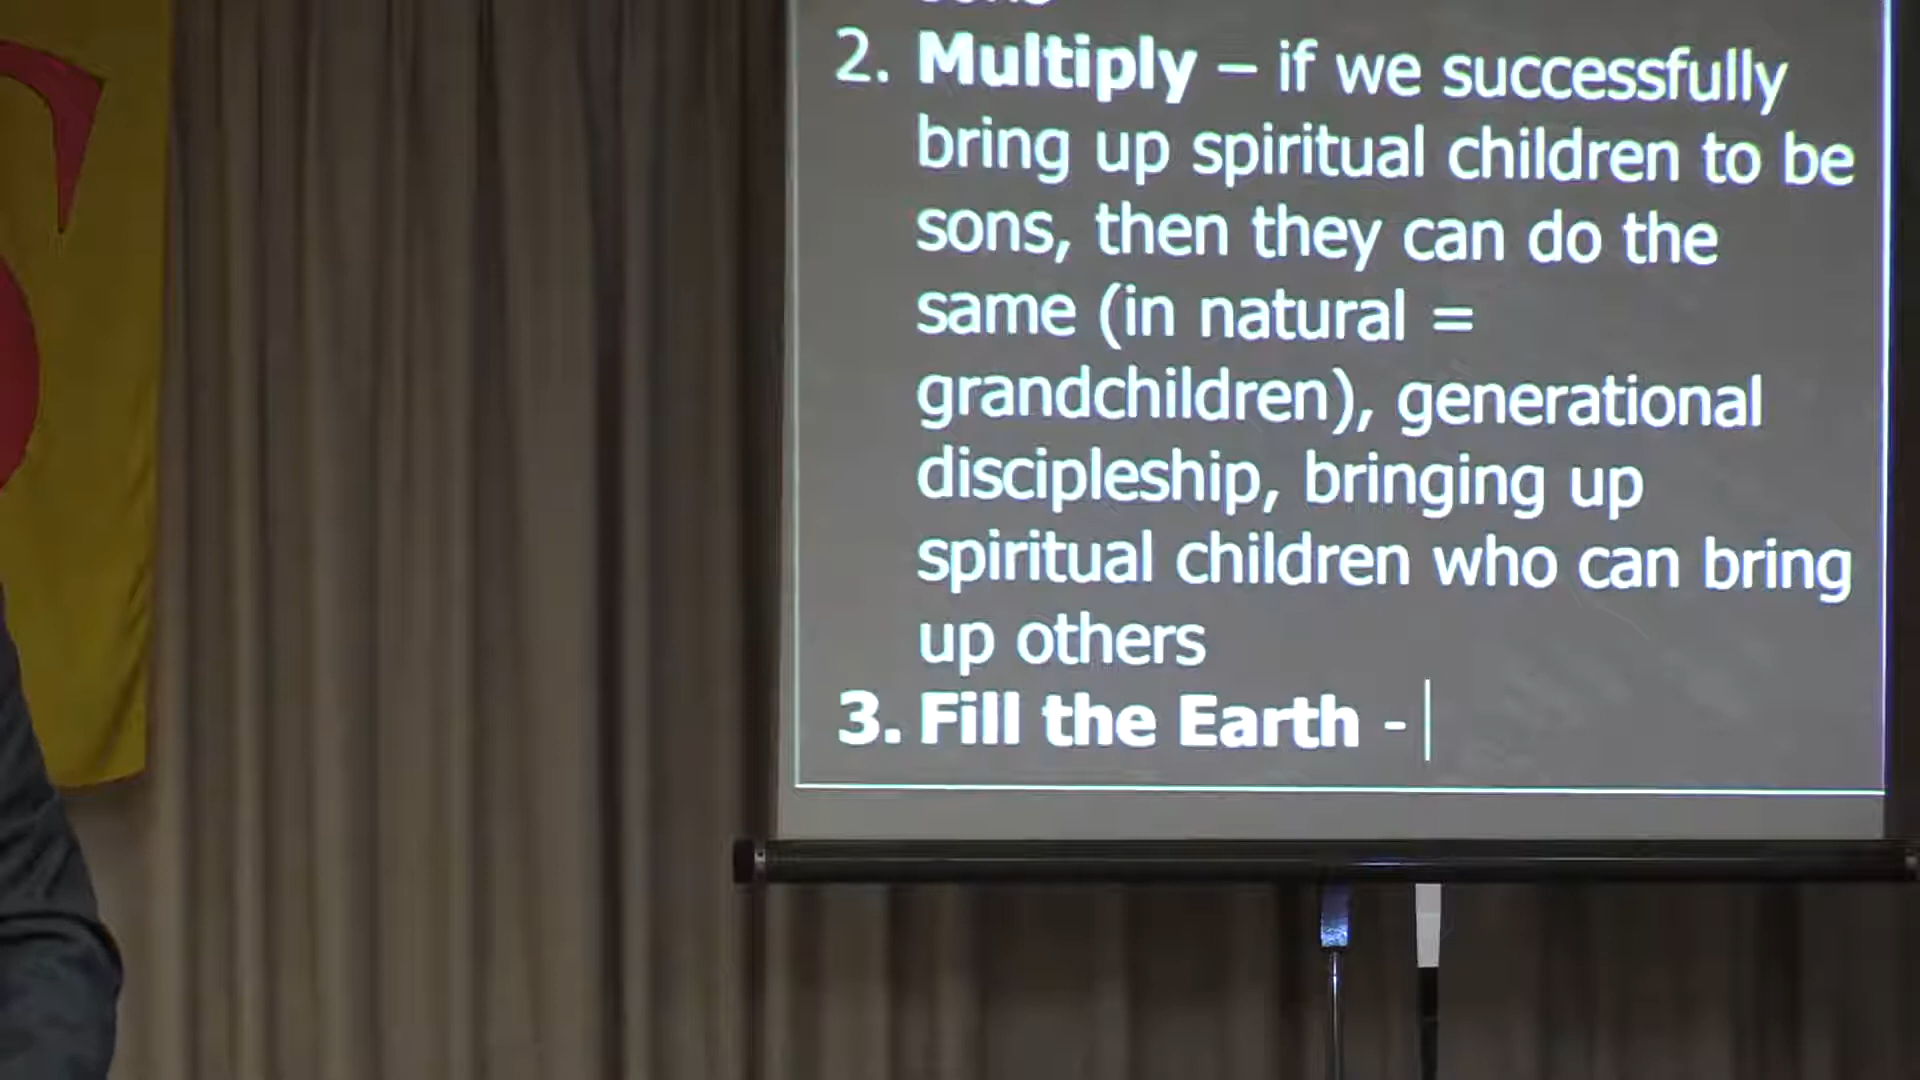 sons
2. Multiply – if we successfully
bring up spiritual children to be
sons, then they can do the
same (in natural =
grandchildren), generational
discipleship, bringing up
spiritual children who can bring
up others
3. Fill the Earth -